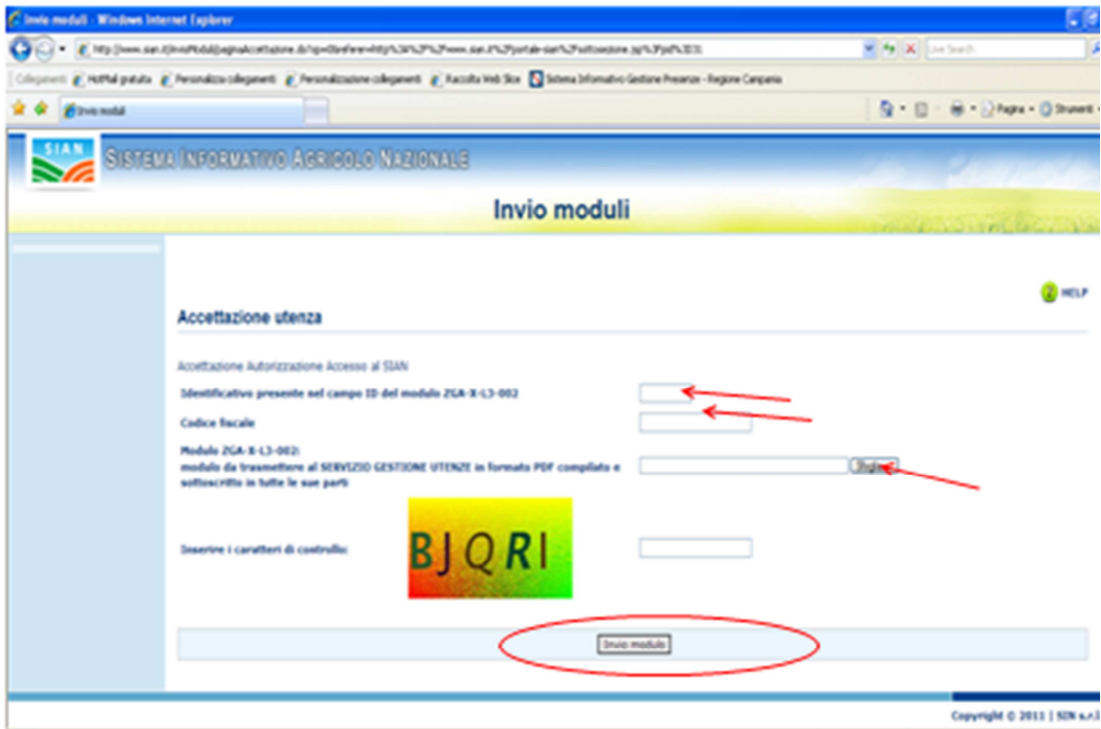 Invio moduli - Windows Internet Explorer
Live Search
Collegamenti HotMail gratuita Personalizza collegamenti Personalizzazione collegamenti Raccolta Web Slice Sistema Informativo Gestione Presenze - Regione Campania
Invio moduli
Pagina Strumenti
SIAN
SISTEMA INFORMATIVO AGRICOLO NAZIONALE
Invio moduli
HELP
Accettazione utenza
Accettazione Autorizzazione Accesso al SIAN
Identificativo presente nel campo ID del modulo ZGA-X-L3-002
Codice fiscale
Modulo ZGA-X-L3-002:
modulo da trasmettere al SERVIZIO GESTIONE UTENZE in formato PDF compilato e
sottoscritto in tutte le sue parti
Inserire i caratteri di controllo:
BJQRI
Invio modulo
Copyright © 2011 | SIN s.r.l